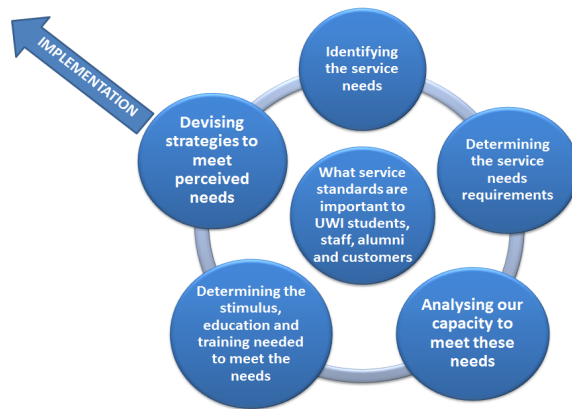 IMPLEMENTATION
Identifying
the service
needs
Devising
strategies to
meet
perceived
needs
Determining
the service
needs
requirements
What service
standards are
important to
UWI students,
staff, alumni
and customers
Determining the
stimulus,
education and
training needed
to meet the
needs
Analysing our
capacity to
meet these
needs